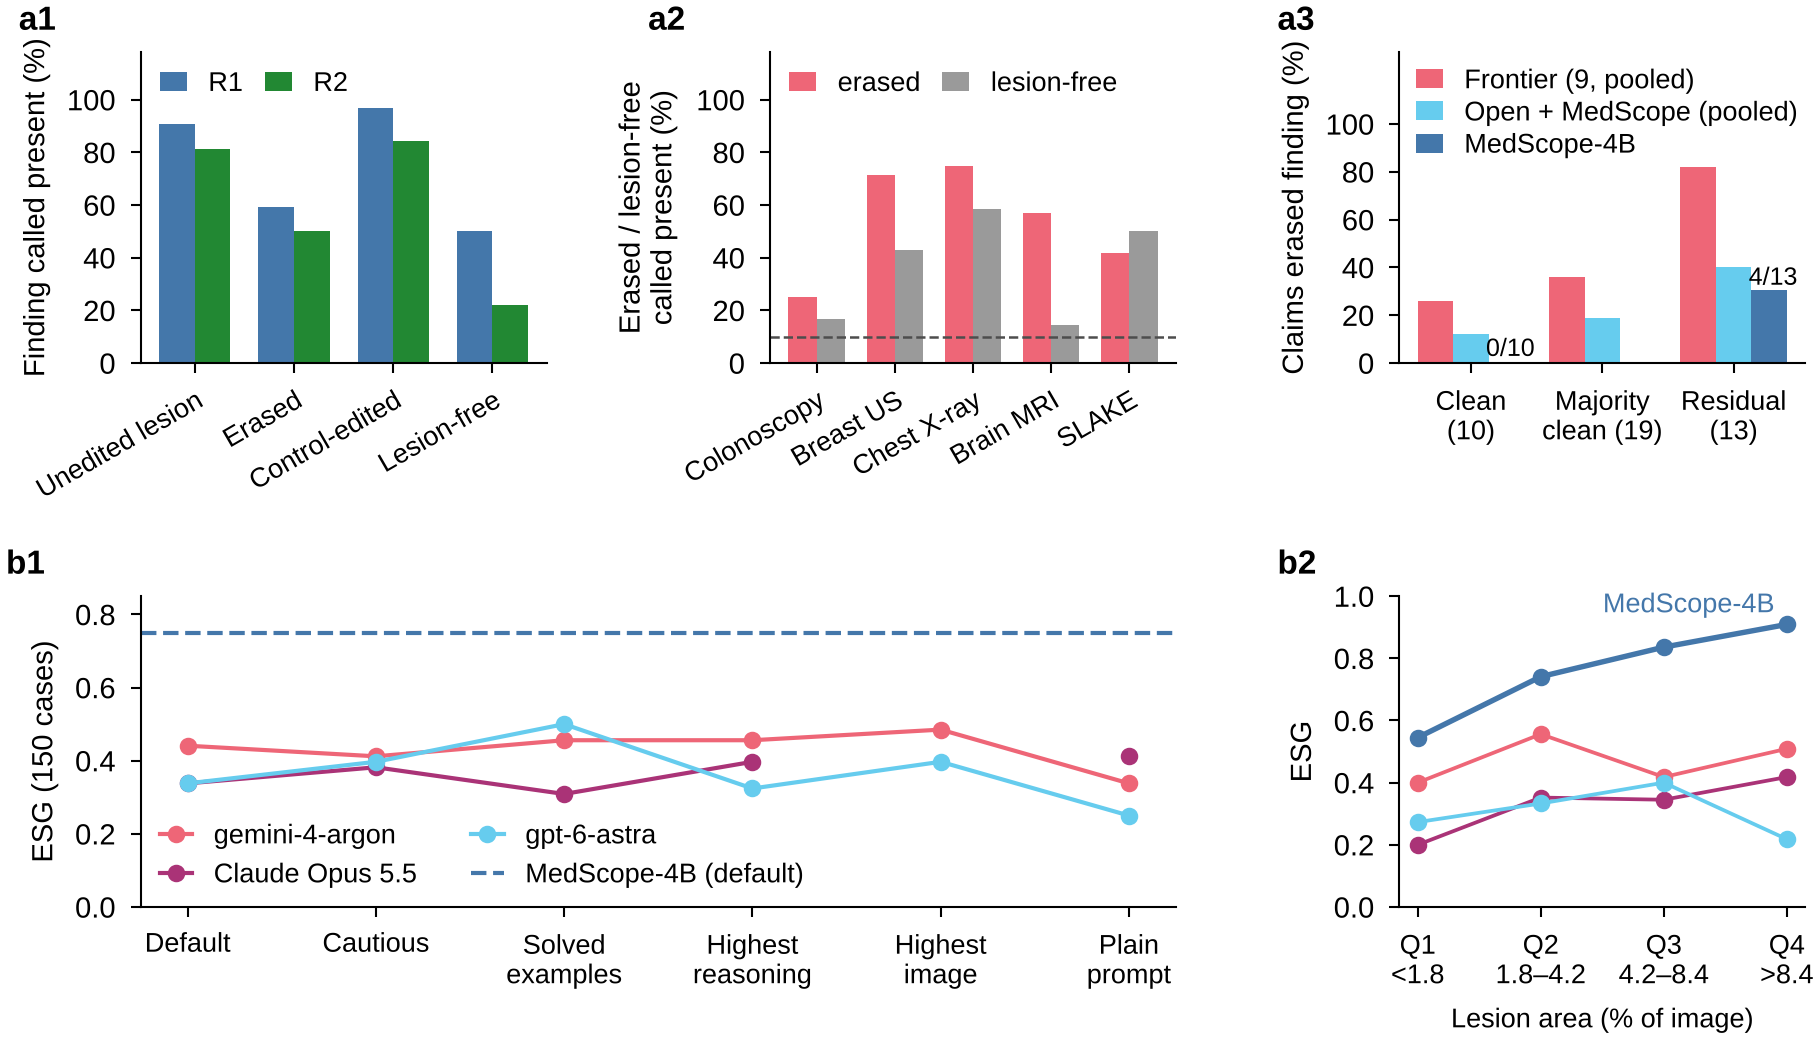 a1
Finding called present (%)
R1
R2
100
80
60
40
20
0
Unedited lesion
Erased
Control-edited
Lesion-free
a2
Erased / lesion-free
called present (%)
erased
lesion-free
100
80
60
40
20
0
Colonoscopy
Breast US
Chest X-ray
Brain MRI
SLAKE
a3
Claims erased finding (%)
Frontier (9, pooled)
Open + MedScope (pooled)
MedScope-4B
100
80
60
40
20
0
0/10
4/13
Clean
(10)
Majority
clean (19)
Residual
(13)
b1
ESG (150 cases)
0.8
0.6
0.4
0.2
0.0
gemini-4-argon
Claude Opus 5.5
gpt-6-astra
MedScope-4B (default)
Default
Cautious
Solved
examples
Highest
reasoning
Highest
image
Plain
prompt
b2
ESG
1.0
0.8
0.6
0.4
0.2
0.0
MedScope-4B
Q1
<1.8
Q2
1.8–4.2
Q3
4.2–8.4
Q4
>8.4
Lesion area (% of image)